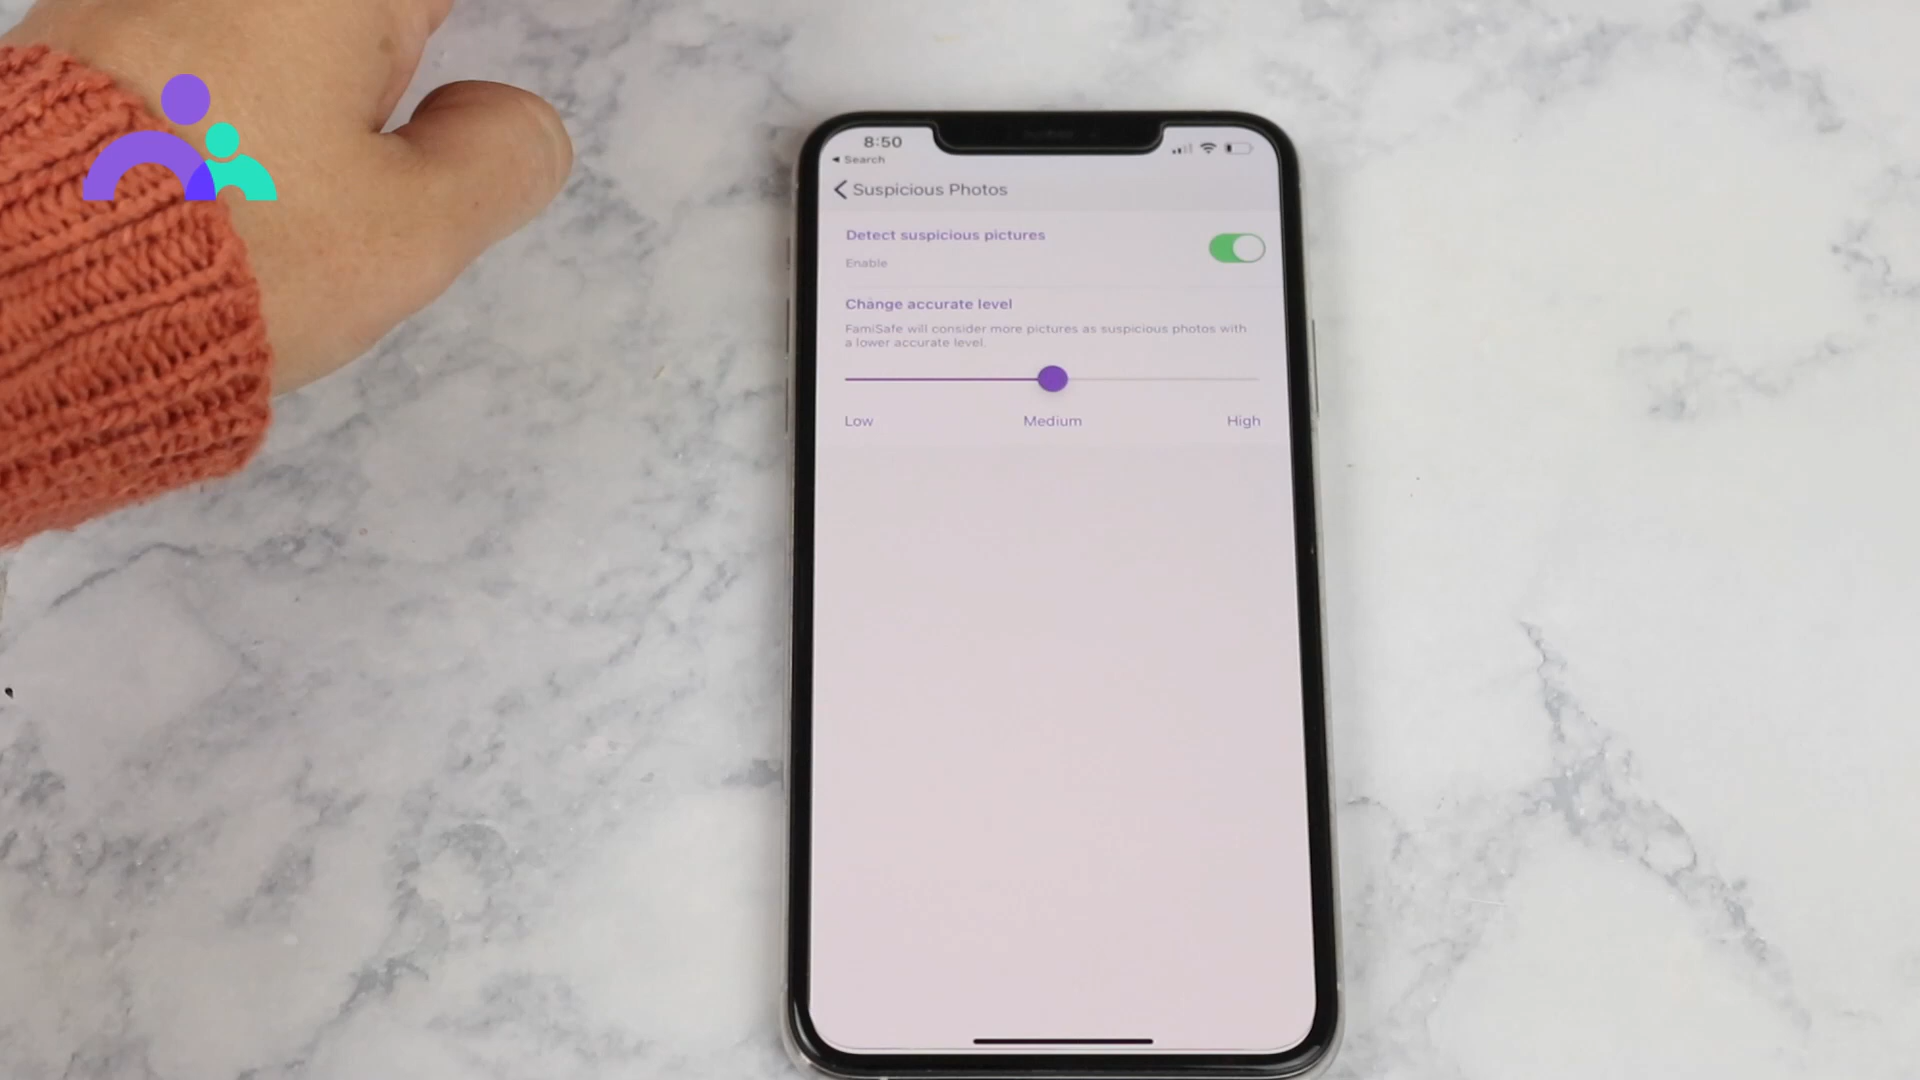 8:50
Search
Suspicious Photos
Detect suspicious pictures
Enable
Change accurate level
FamiSafe will consider more pictures as suspicious photos with
a lower accurate level.
Low Medium High